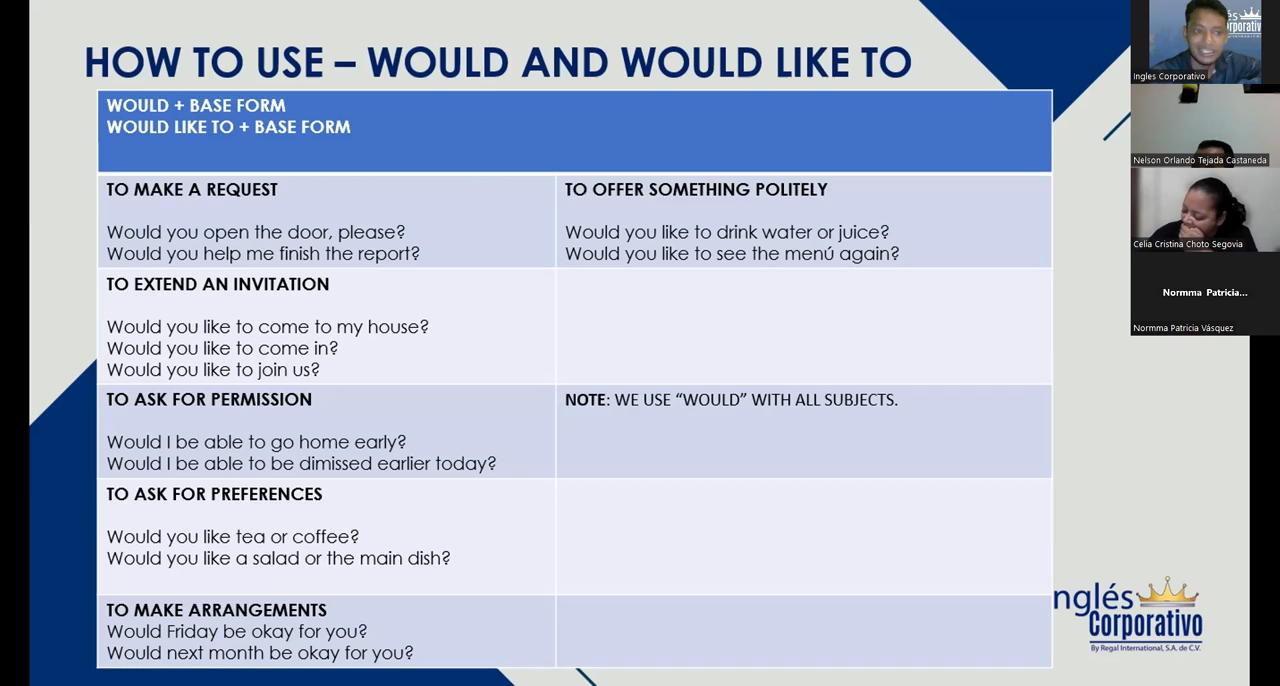 HOW TO USE – WOULD AND WOULD LIKE TO
WOULD + BASE FORM
WOULD LIKE TO + BASE FORM
TO MAKE A REQUEST
Would you open the door, please?
Would you help me finish the report?
TO OFFER SOMETHING POLITELY
Would you like to drink water or juice?
Would you like to see the menú again?
TO EXTEND AN INVITATION
Would you like to come to my house?
Would you like to come in?
Would you like to join us?
TO ASK FOR PERMISSION
Would I be able to go home early?
Would I be able to be dimissed earlier today?
NOTE: WE USE “WOULD” WITH ALL SUBJECTS.
TO ASK FOR PREFERENCES
Would you like tea or coffee?
Would you like a salad or the main dish?
TO MAKE ARRANGEMENTS
Would Friday be okay for you?
Would next month be okay for you?
nglés
Corporativo
By Regal International, S.A. de C.V.
Ingles Corporativo
Nelson Orlando Tejada Castaneda
Celia Cristina Choto Segovia
Normma Patricia...
Normma Patricia Vásquez